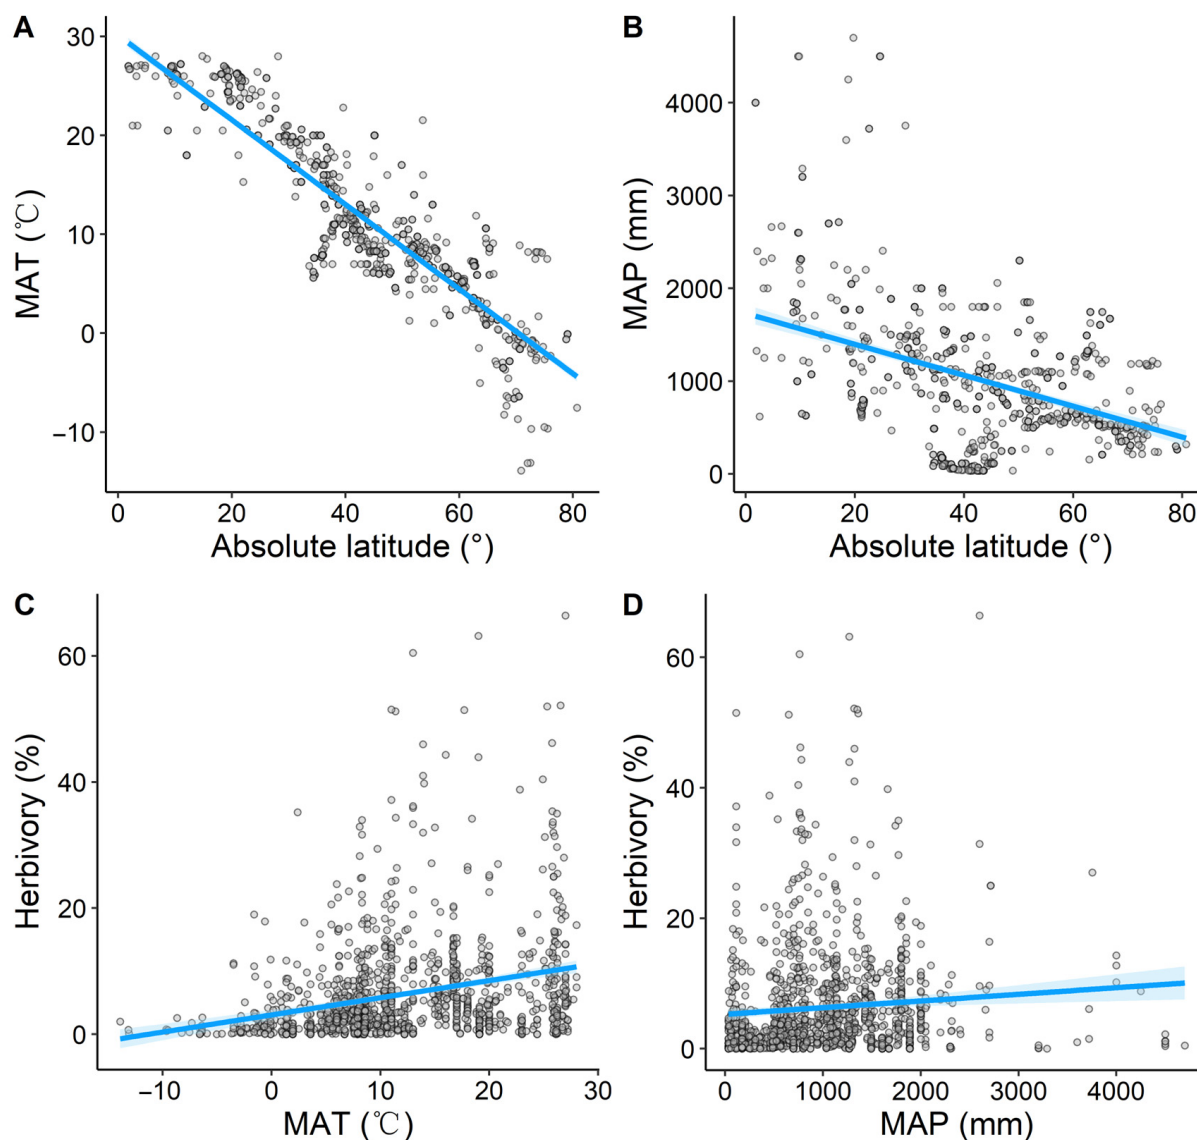 A
30
20
10
0
−10
MAT (℃)
0 20 40 60 80
Absolute latitude (°)
B
4000
3000
2000
1000
0
MAP (mm)
0 20 40 60 80
Absolute latitude (°)
C
60
40
20
0
Herbivory (%)
−10 0 10 20 30
MAT (℃)
D
60
40
20
0
Herbivory (%)
0 1000 2000 3000 4000
MAP (mm)